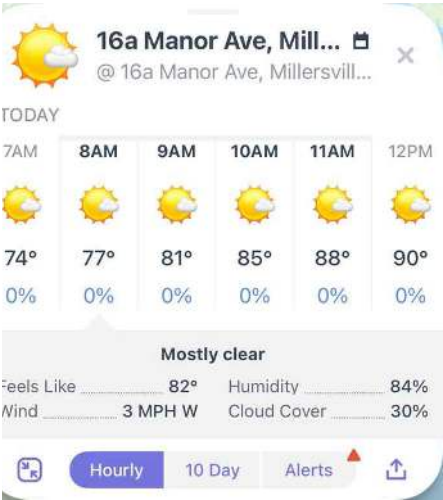 16a Manor Ave, Mill...
@ 16a Manor Ave, Millersvill...
TODAY
7AM 8AM 9AM 10AM 11AM 12PM
74° 77° 81° 85° 88° 90°
0% 0% 0% 0% 0% 0%
Mostly clear
Feels Like 82° Humidity 84%
Wind 3 MPH W Cloud Cover 30%
Hourly 10 Day Alerts